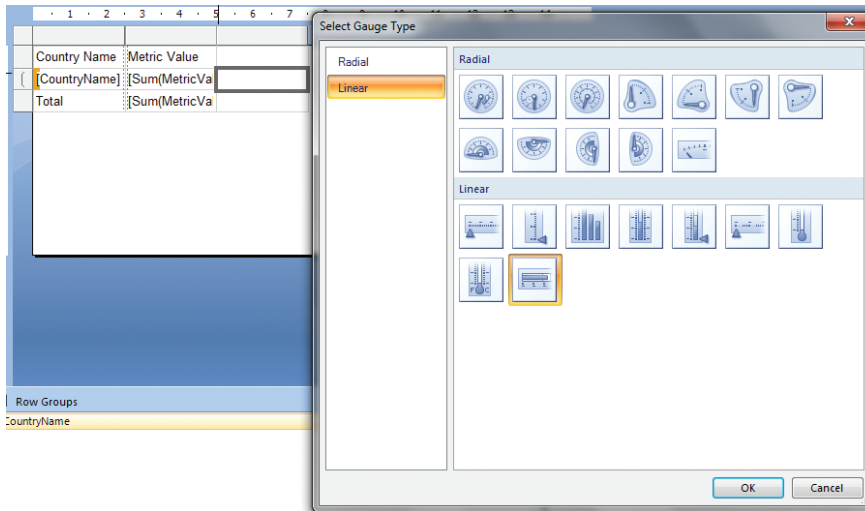 1 2 3 4 5 6 7
Select Gauge Type
Country Name Metric Value
[CountryName] [Sum(MetricVa
Total [Sum(MetricVa
Radial
Linear
Radial
Linear
F C
Row Groups
CountryName
OK Cancel